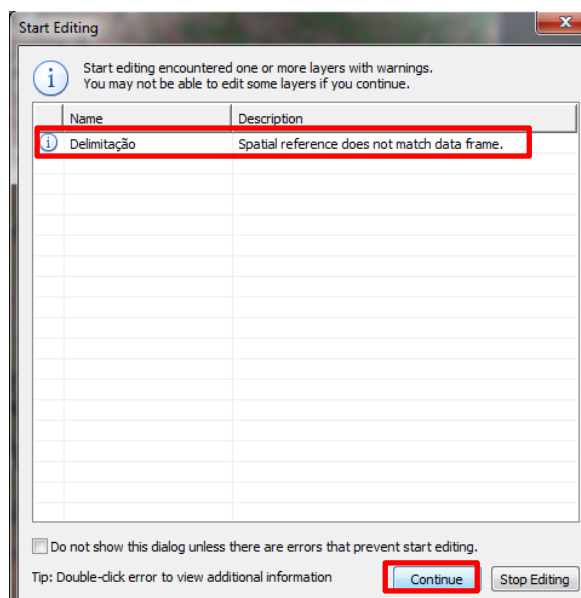 Start Editing
Start editing encountered one or more layers with warnings.
You may not be able to edit some layers if you continue.
Name Description
Delimitação Spatial reference does not match data frame.
Do not show this dialog unless there are errors that prevent start editing.
Tip: Double-click error to view additional information Continue Stop Editing